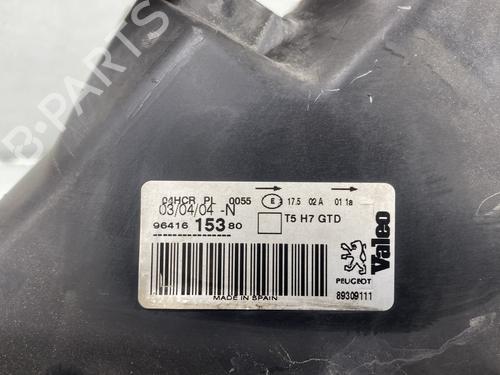 B-PARTS
04HCR PL 0055 E 17.5 02 A 01 1a
03/04/04 -N
96416 153 80
T5 H7 GTD
PEUGEOT
Valeo
MADE IN SPAIN
89309111